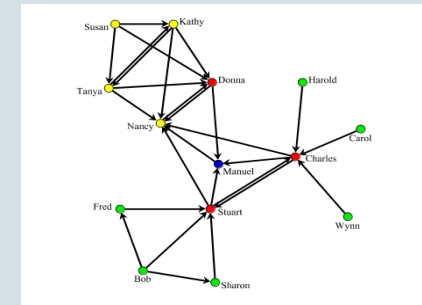 Susan
Kathy
Donna
Harold
Tanya
Nancy
Carol
Charles
Manuel
Fred
Stuart
Wynn
Bob
Sharon